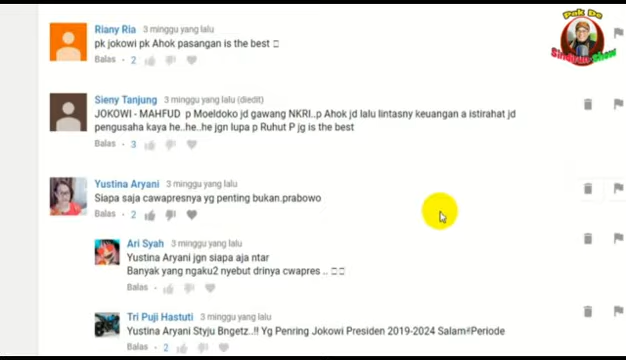 Pak De
Riany Ria 3 minggu yang lalu
pk jokowi pk Ahok pasangan is the best
Balas · 2
Sieny Tanjung 3 minggu yang lalu (diedit)
JOKOWI - MAHFUD p Moeldoko jd gawang NKRI..p Ahok jd lalu lintasny keuangan a istirahat jd
pengusaha kaya he..he..he jgn lupa p Ruhut P jg is the best
Balas · 3
Yustina Aryani 3 minggu yang lalu
Siapa saja cawapresnya yg penting bukan.prabowo
Balas · 2
Ari Syah 3 minggu yang lalu
Yustina Aryani jgn siapa aja ntar
Banyak yang ngaku2 nyebut drinya cwapres ..
Balas ·
Tri Puji Hastuti 3 minggu yang lalu
Yustina Aryani Styju Bngetz..!! Yg Penring Jokowi Presiden 2019-2024 Salam²Periode
Balas · 2